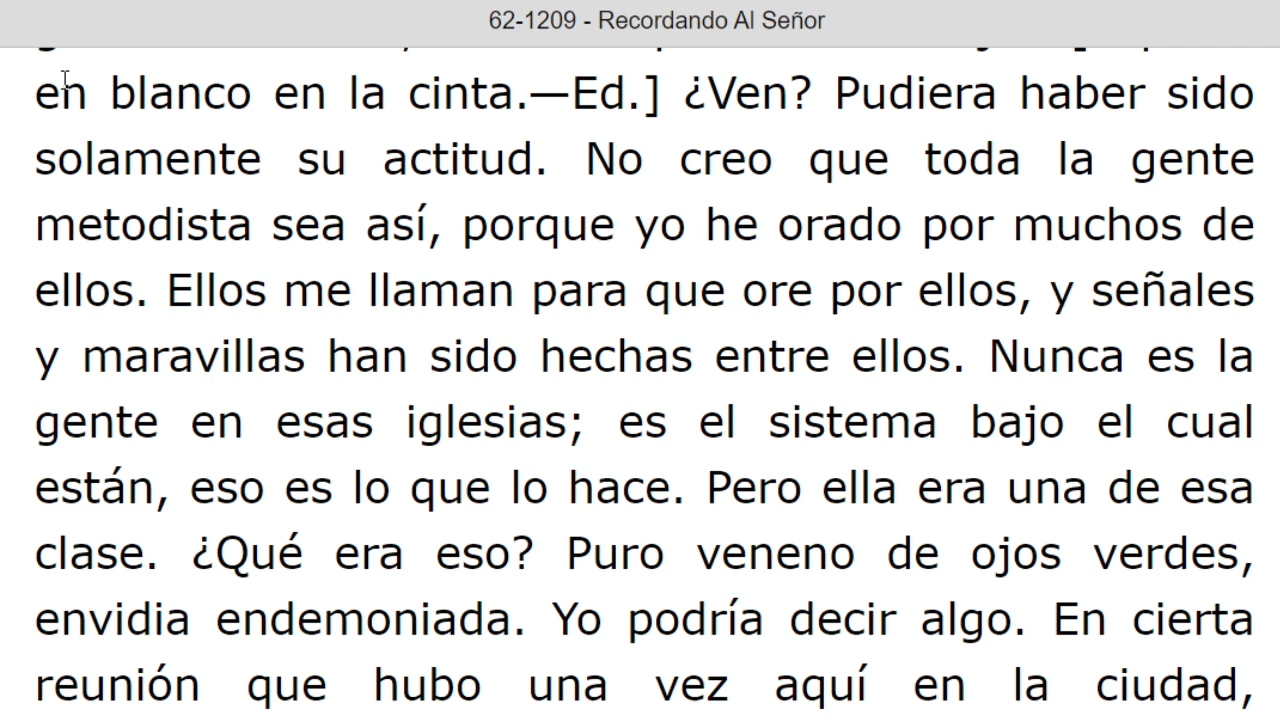 62-1209 - Recordando Al Señor
en blanco en la cinta.—Ed.] ¿Ven? Pudiera haber sido
solamente su actitud. No creo que toda la gente
metodista sea así, porque yo he orado por muchos de
ellos. Ellos me llaman para que ore por ellos, y señales
y maravillas han sido hechas entre ellos. Nunca es la
gente en esas iglesias; es el sistema bajo el cual
están, eso es lo que lo hace. Pero ella era una de esa
clase. ¿Qué era eso? Puro veneno de ojos verdes,
envidia endemoniada. Yo podría decir algo. En cierta
reunión que hubo una vez aquí en la ciudad,